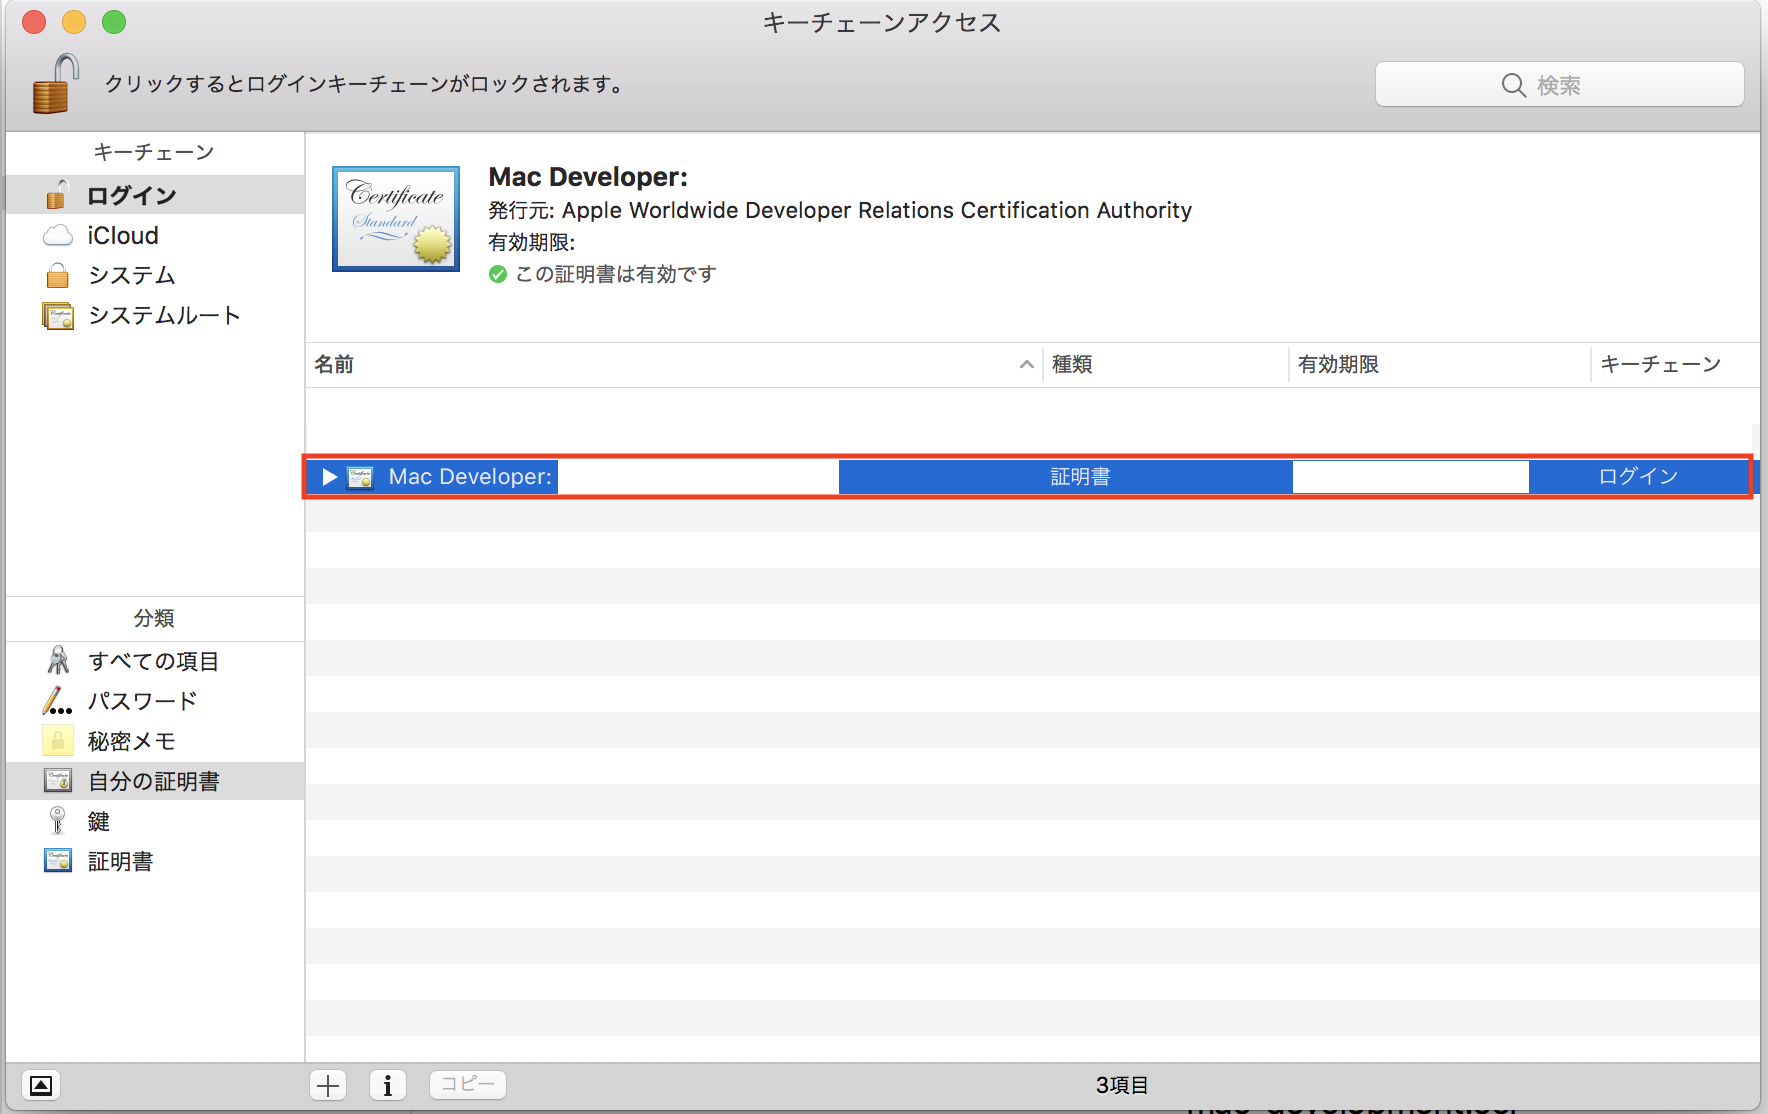 キーチェーンアクセス
クリックするとログインキーチェーンがロックされます。
検索
キーチェーン
ログイン
iCloud
システム
システムルート
Certificate
Standard
Mac Developer:
発行元: Apple Worldwide Developer Relations Certification Authority
有効期限:
この証明書は有効です
名前 種類 有効期限 キーチェーン
Mac Developer: 証明書 ログイン
分類
すべての項目
パスワード
秘密メモ
自分の証明書
鍵
証明書
コピー
3項目